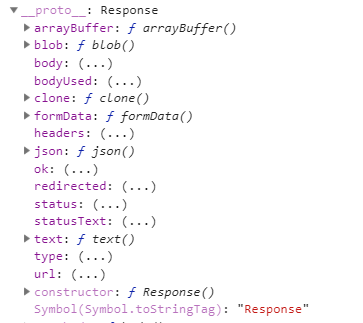 __proto__: Response
arrayBuffer: ƒ arrayBuffer()
blob: ƒ blob()
body: (...)
bodyUsed: (...)
clone: ƒ clone()
formData: ƒ formData()
headers: (...)
json: ƒ json()
ok: (...)
redirected: (...)
status: (...)
statusText: (...)
text: ƒ text()
type: (...)
url: (...)
constructor: ƒ Response()
Symbol(Symbol.toStringTag): "Response"